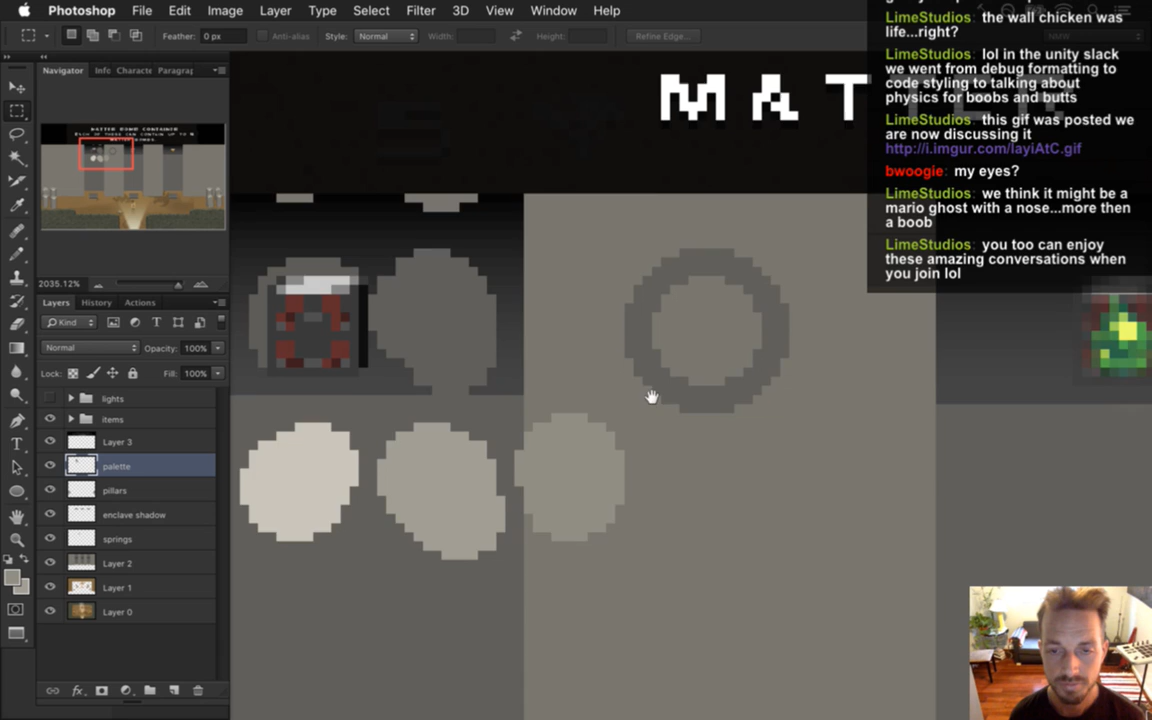 Photoshop File Edit Image Layer Type Select Filter 3D View Window Help
Feather: 0 px Anti-alias Style: Normal Width: Height: Refine Edge...
Navigator Info Characte Paragrap
2035.12%
Layers History Actions
Kind
Normal Opacity: 100%
Lock: Fill: 100%
lights
items
Layer 3
palette
pillars
enclave shadow
springs
Layer 2
Layer 1
Layer 0
MAT
LimeStudios: the wall chicken was
life...right?
LimeStudios: lol in the unity slack
we went from debug formatting to
code styling to talking about
physics for boobs and butts
LimeStudios: this gif was posted we
are now discussing it
http://i.imgur.com/IayiAtC.gif
bwoogie: my eyes?
LimeStudios: we think it might be a
mario ghost with a nose...more then
a boob
LimeStudios: you too can enjoy
these amazing conversations when
you join lol